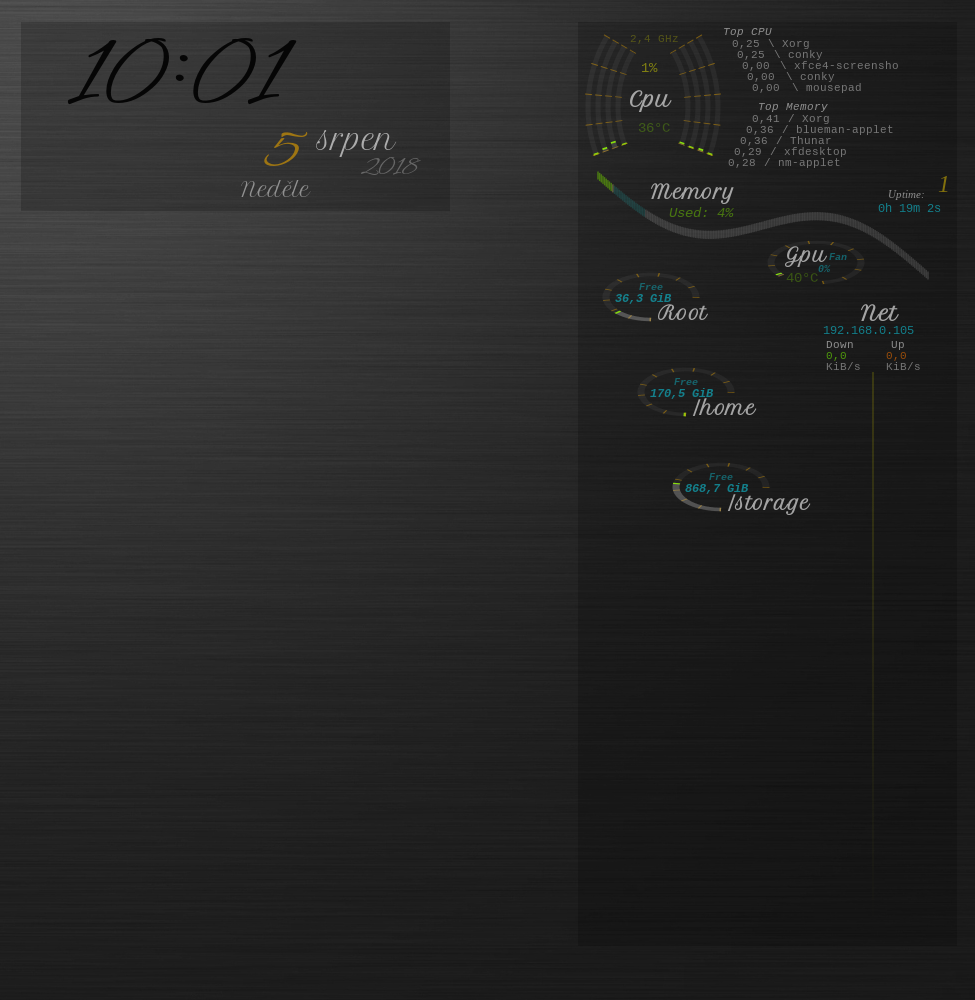 10:01
5 srpen
2018
neděle
2,4 GHz
1%
Cpu
36°C
Top CPU
0,25 \ Xorg
0,25 \ conky
0,00 \ xfce4-screensho
0,00 \ conky
0,00 \ mousepad
Top Memory
0,41 / Xorg
0,36 / blueman-applet
0,36 / Thunar
0,29 / xfdesktop
0,28 / nm-applet
Memory
Used: 4%
1
Uptime:
0h 19m 2s
Gpu Fan
0%
40°C
Free
36,3 GiB
Root
Net
192.168.0.105
Down Up
0,0 0,0
KiB/s KiB/s
Free
170,5 GiB
/home
Free
868,7 GiB
/storage